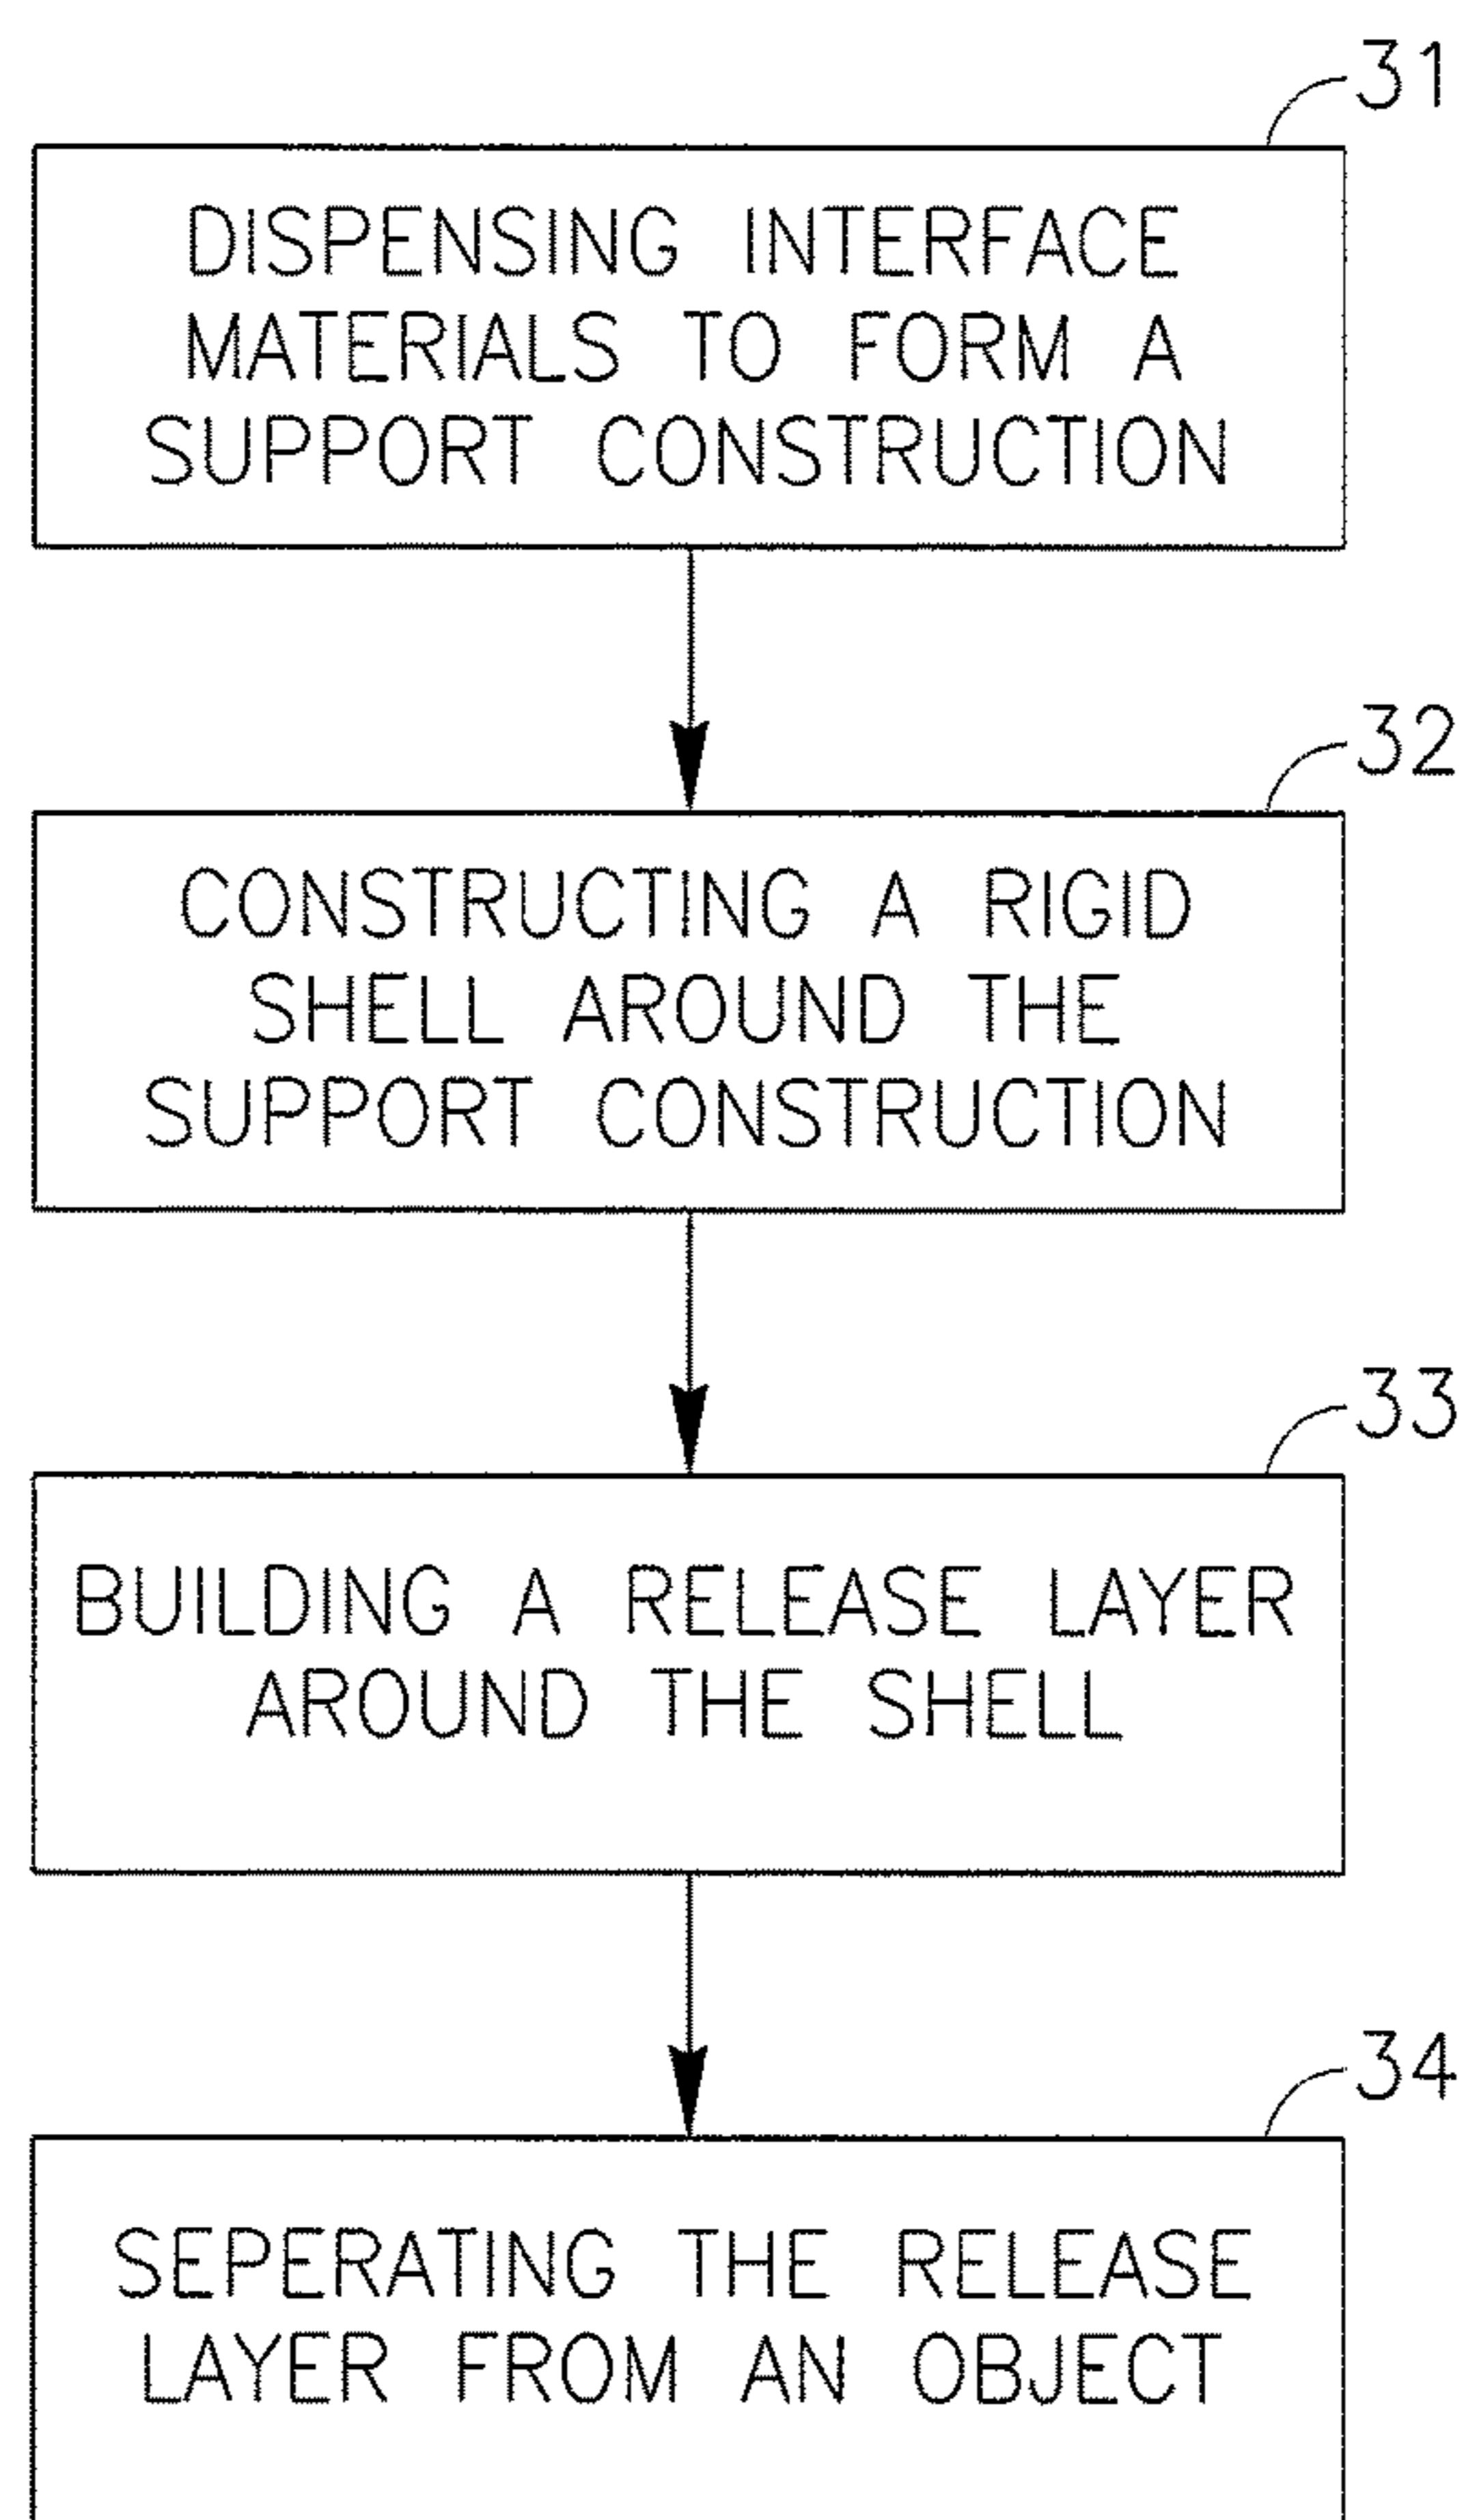 31
DISPENSING INTERFACE
MATERIALS TO FORM A
SUPPORT CONSTRUCTION
32
CONSTRUCTING A RIGID
SHELL AROUND THE
SUPPORT CONSTRUCTION
33
BUILDING A RELEASE LAYER
AROUND THE SHELL
34
SEPERATING THE RELEASE
LAYER FROM AN OBJECT